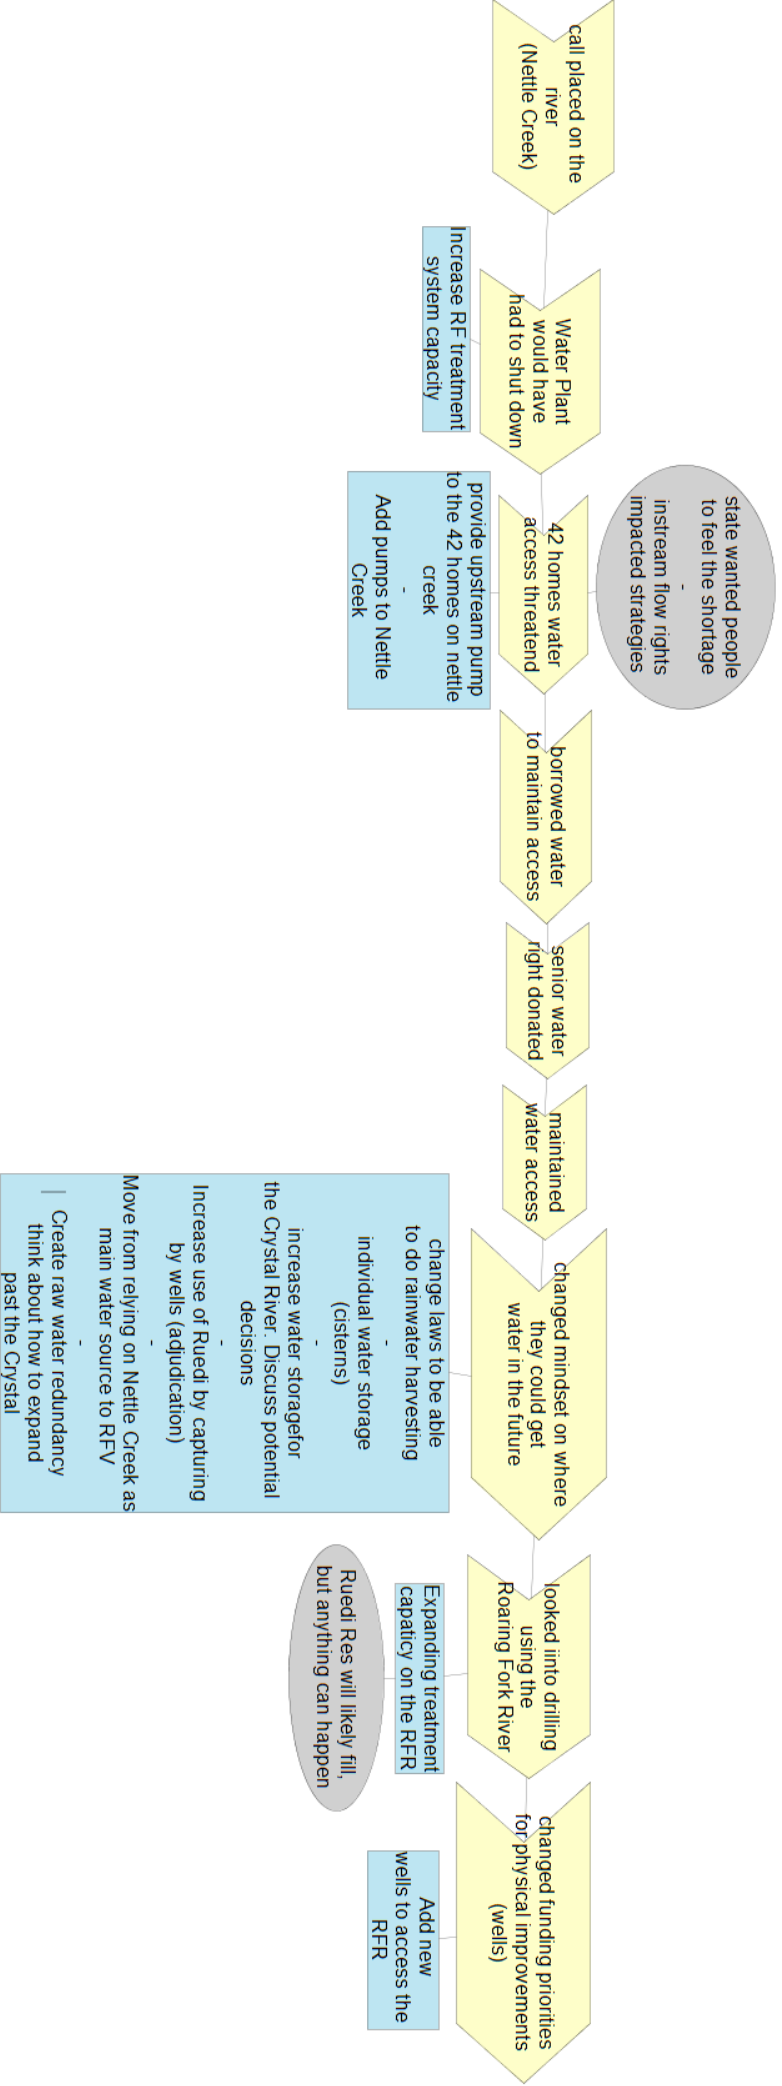 call placed on the
river
(Nettle Creek)
Increase RF treatment
system capacity
Water Plant
would have
had to shut down
state wanted people
to feel the shortage
-
instream flow rights
impacted strategies
42 homes water
access threatend
provide upstream pump
to the 42 homes on nettle
creek
-
Add pumps to Nettle
Creek
borrowed water
to maintain access
senior water
right donated
maintained
water access
changed mindset on where
they could get
water in the future
change laws to be able
to do rainwater harvesting
-
individual water storage
(cisterns)
-
increase water storagefor
the Crystal River. Discuss potential
decisions
-
Increase use of Ruedi by capturing
by wells (adjudication)
-
Move from relying on Nettle Creek as
main water source to RFV
-
| Create raw water redundancy
think about how to expand
past the Crystal
looked iinto drilling
using the
Roaring Fork River
Expanding treatment
capaticy on the RFR
Ruedi Res will likely fill,
but anything can happen
changed funding priorities
for physical improvements
(wells)
Add new
wells to access the
RFR